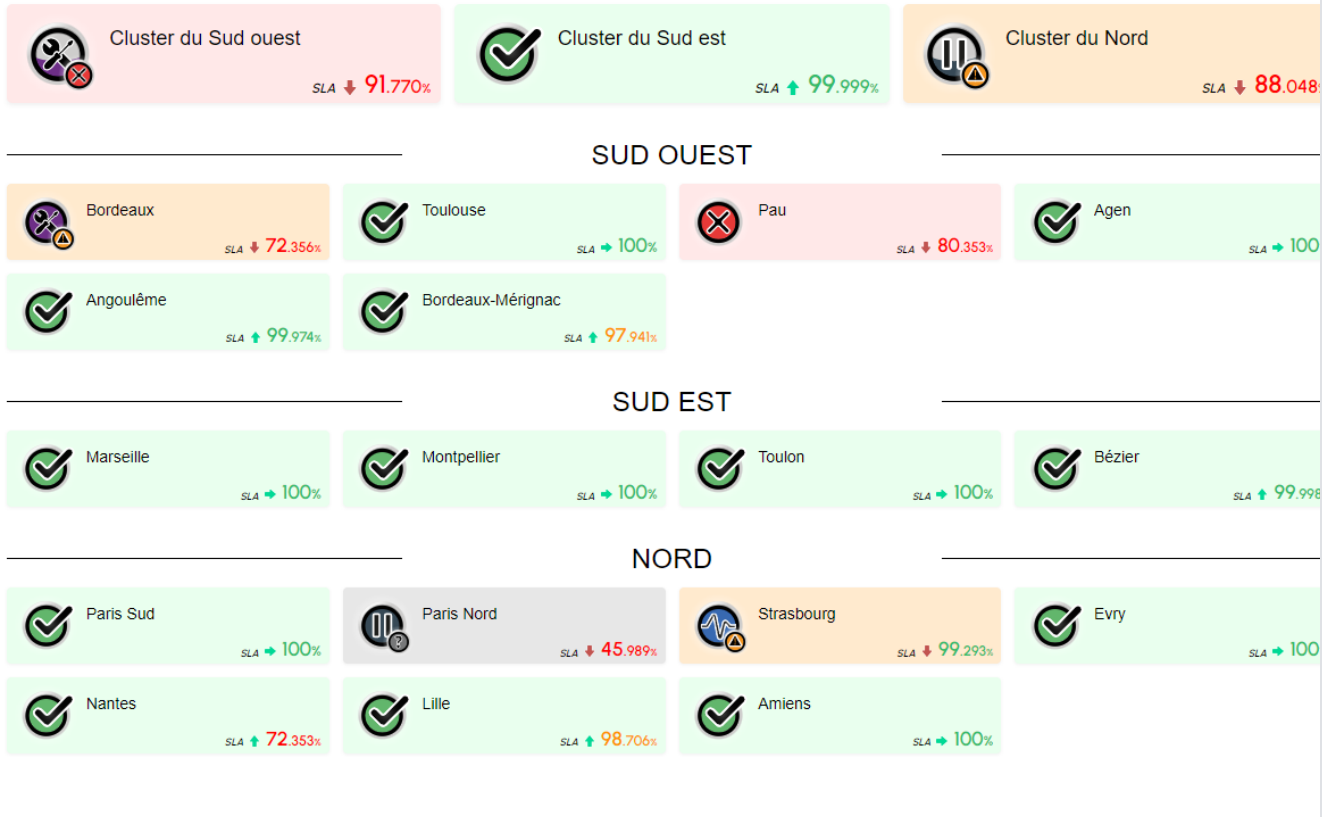 Cluster du Sud ouest
SLA 91.770%
Cluster du Sud est
SLA 99.999%
Cluster du Nord
SLA 88.048%
SUD OUEST
Bordeaux
SLA 72.356%
Toulouse
SLA 100%
Pau
SLA 80.353%
Agen
SLA 100
Angoulême
SLA 99.974%
Bordeaux-Mérignac
SLA 97.941%
SUD EST
Marseille
SLA 100%
Montpellier
SLA 100%
Toulon
SLA 100%
Bézier
SLA 99.998
NORD
Paris Sud
SLA 100%
Paris Nord
? SLA 45.989%
Strasbourg
SLA 99.293%
Evry
SLA 100
Nantes
SLA 72.353%
Lille
SLA 98.706%
Amiens
SLA 100%